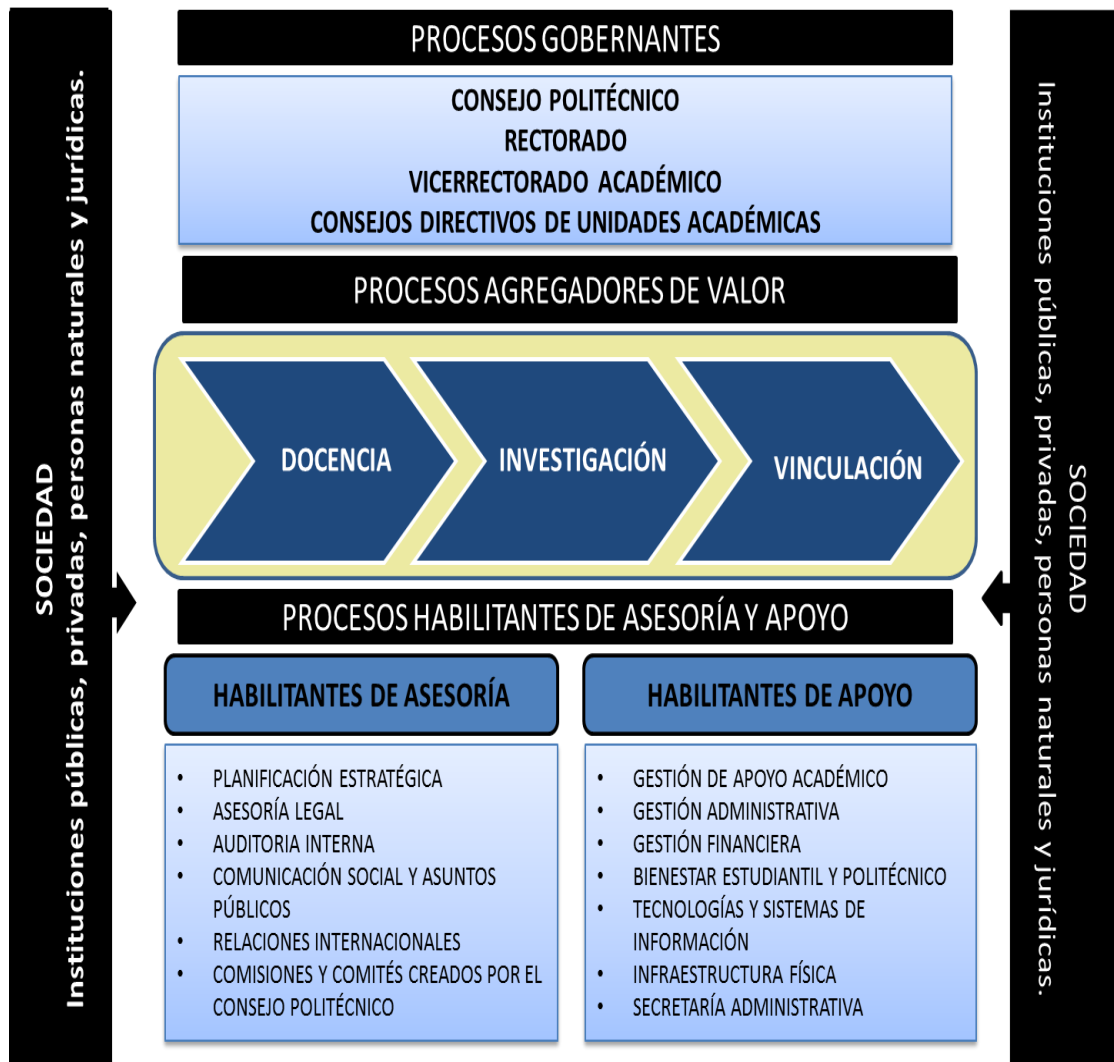 SOCIEDAD
Instituciones públicas, privadas, personas naturales y jurídicas.
PROCESOS GOBERNANTES
CONSEJO POLITÉCNICO
RECTORADO
VICERRECTORADO ACADÉMICO
CONSEJOS DIRECTIVOS DE UNIDADES ACADÉMICAS
PROCESOS AGREGADORES DE VALOR
DOCENCIA
INVESTIGACIÓN
VINCULACIÓN
PROCESOS HABILITANTES DE ASESORÍA Y APOYO
HABILITANTES DE ASESORÍA
• PLANIFICACIÓN ESTRATÉGICA
• ASESORÍA LEGAL
• AUDITORIA INTERNA
• COMUNICACIÓN SOCIAL Y ASUNTOS
PÚBLICOS
• RELACIONES INTERNACIONALES
• COMISIONES Y COMITÉS CREADOS POR EL
CONSEJO POLITÉCNICO
HABILITANTES DE APOYO
• GESTIÓN DE APOYO ACADÉMICO
• GESTIÓN ADMINISTRATIVA
• GESTIÓN FINANCIERA
• BIENESTAR ESTUDIANTIL Y POLITÉCNICO
• TECNOLOGÍAS Y SISTEMAS DE
INFORMACIÓN
• INFRAESTRUCTURA FÍSICA
• SECRETARÍA ADMINISTRATIVA
SOCIEDAD
Instituciones públicas, privadas, personas naturales y jurídicas.